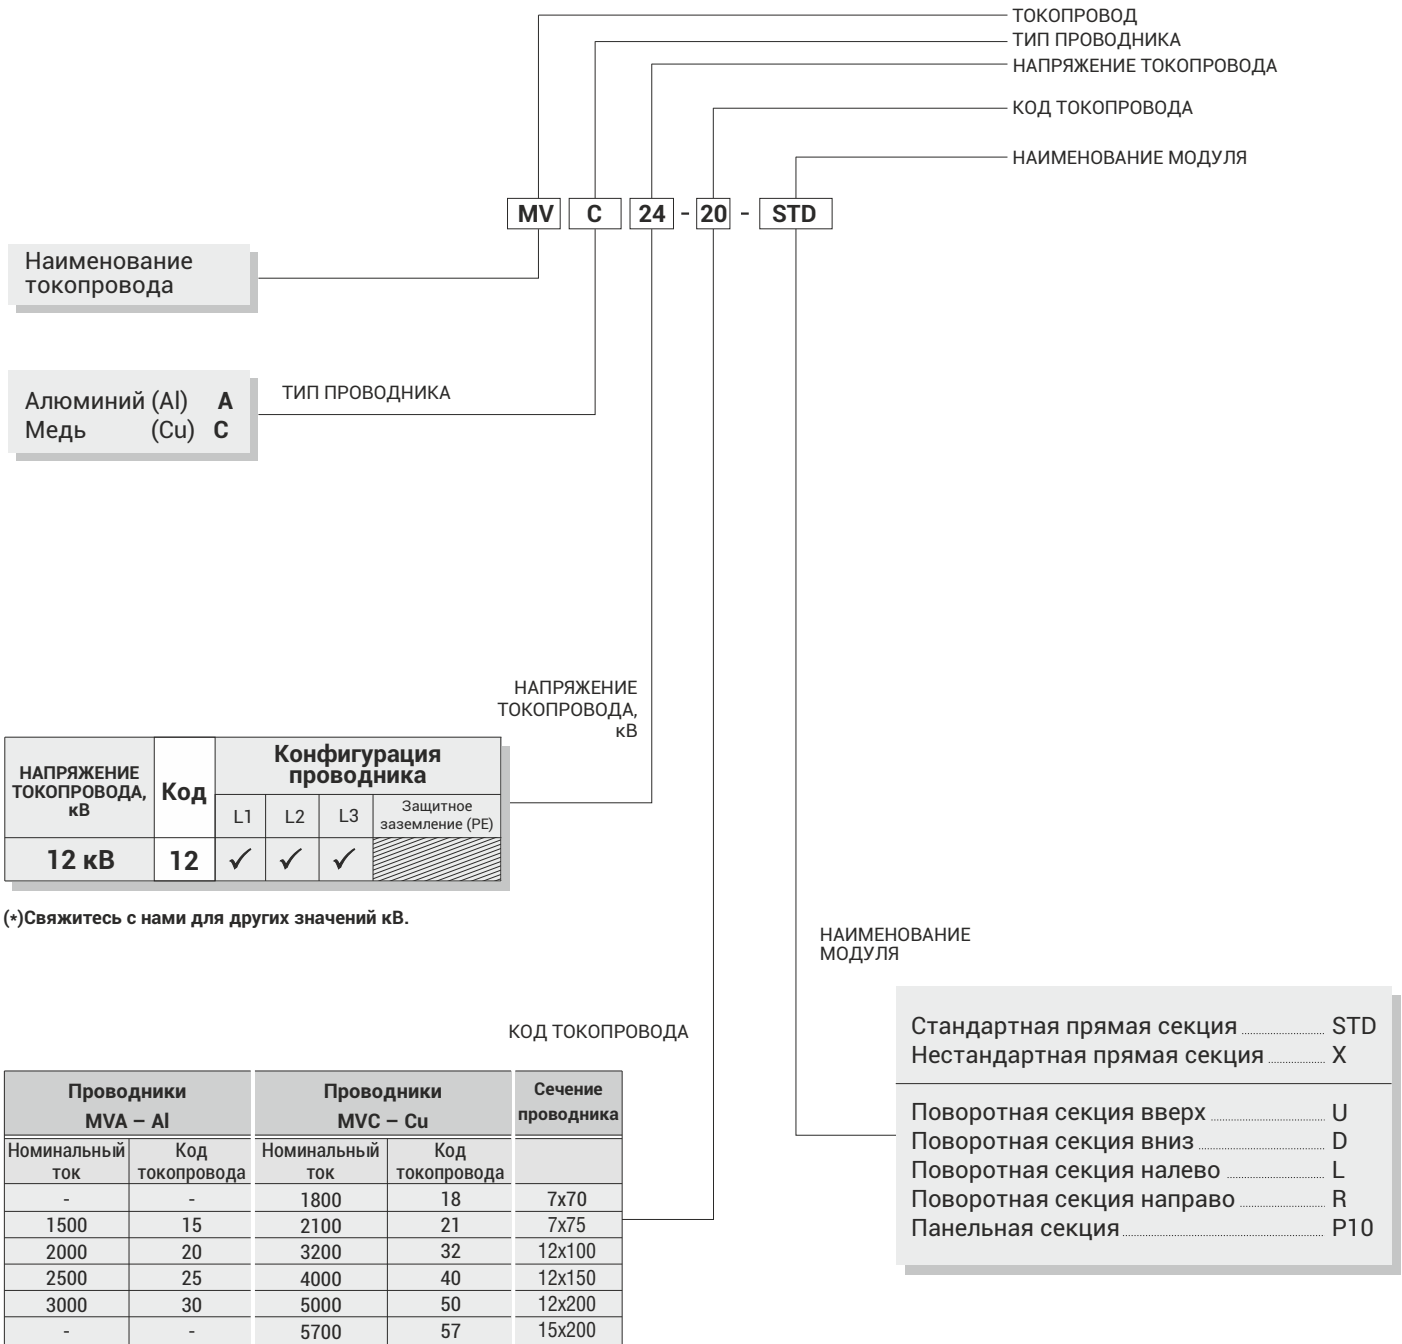 ТОКОПРОВОД
ТИП ПРОВОДНИКА
НАПРЯЖЕНИЕ ТОКОПРОВОДА
КОД ТОКОПРОВОДА
НАИМЕНОВАНИЕ МОДУЛЯ
MV C 24 - 20 - STD
Наименование
токопровода
Алюминий (Al) A
Медь (Cu) C
ТИП ПРОВОДНИКА
НАПРЯЖЕНИЕ
ТОКОПРОВОДА,
кВ
НАПРЯЖЕНИЕ
ТОКОПРОВОДА,
кВ
Код
Конфигурация
проводника
L1 L2 L3 Защитное
заземление (PE)
12 кВ 12 ✓ ✓ ✓
(*)Свяжитесь с нами для других значений кВ.
НАИМЕНОВАНИЕ
МОДУЛЯ
Стандартная прямая секция STD
Нестандартная прямая секция X
Поворотная секция вверх U
Поворотная секция вниз D
Поворотная секция налево L
Поворотная секция направо R
Панельная секция P10
КОД ТОКОПРОВОДА
Проводники Проводники Сечение
MVA – Al MVC – Cu проводника
Номинальный Код Номинальный Код
ток токопровода ток токопровода
- - 1800 18 7x70
1500 15 2100 21 7x75
2000 20 3200 32 12x100
2500 25 4000 40 12x150
3000 30 5000 50 12x200
- - 5700 57 15x200